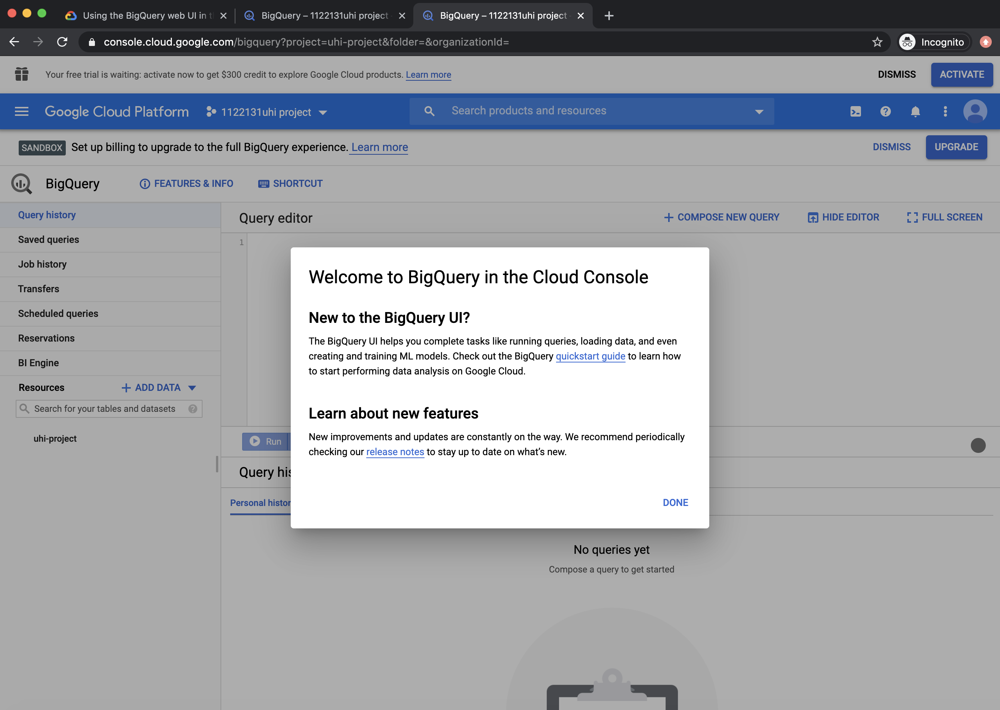 Using the BigQuery web UI in t
BigQuery – 1122131uhi project
BigQuery – 1122131uhi project
console.cloud.google.com/bigquery?project=uhi-project&folder=&organizationId=
Incognito
Your free trial is waiting: activate now to get $300 credit to explore Google Cloud products. Learn more
DISMISS
ACTIVATE
Google Cloud Platform
1122131uhi project
Search products and resources
SANDBOX Set up billing to upgrade to the full BigQuery experience. Learn more
DISMISS
UPGRADE
BigQuery
FEATURES & INFO
SHORTCUT
Query history
Saved queries
Job history
Transfers
Scheduled queries
Reservations
BI Engine
Resources
ADD DATA
Search for your tables and datasets
uhi-project
Query editor
COMPOSE NEW QUERY
HIDE EDITOR
FULL SCREEN
1
Welcome to BigQuery in the Cloud Console
New to the BigQuery UI?
The BigQuery UI helps you complete tasks like running queries, loading data, and even
creating and training ML models. Check out the BigQuery quickstart guide to learn how
to start performing data analysis on Google Cloud.
Learn about new features
New improvements and updates are constantly on the way. We recommend periodically
checking our release notes to stay up to date on what’s new.
DONE
Run
Query his
Personal histor
No queries yet
Compose a query to get started